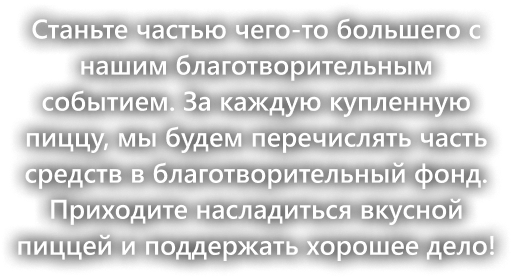 Станьте частью чего-то большего с
нашим благотворительным
событием. За каждую купленную
пиццу, мы будем перечислять часть
средств в благотворительный фонд.
Приходите насладиться вкусной
пиццей и поддержать хорошее дело!